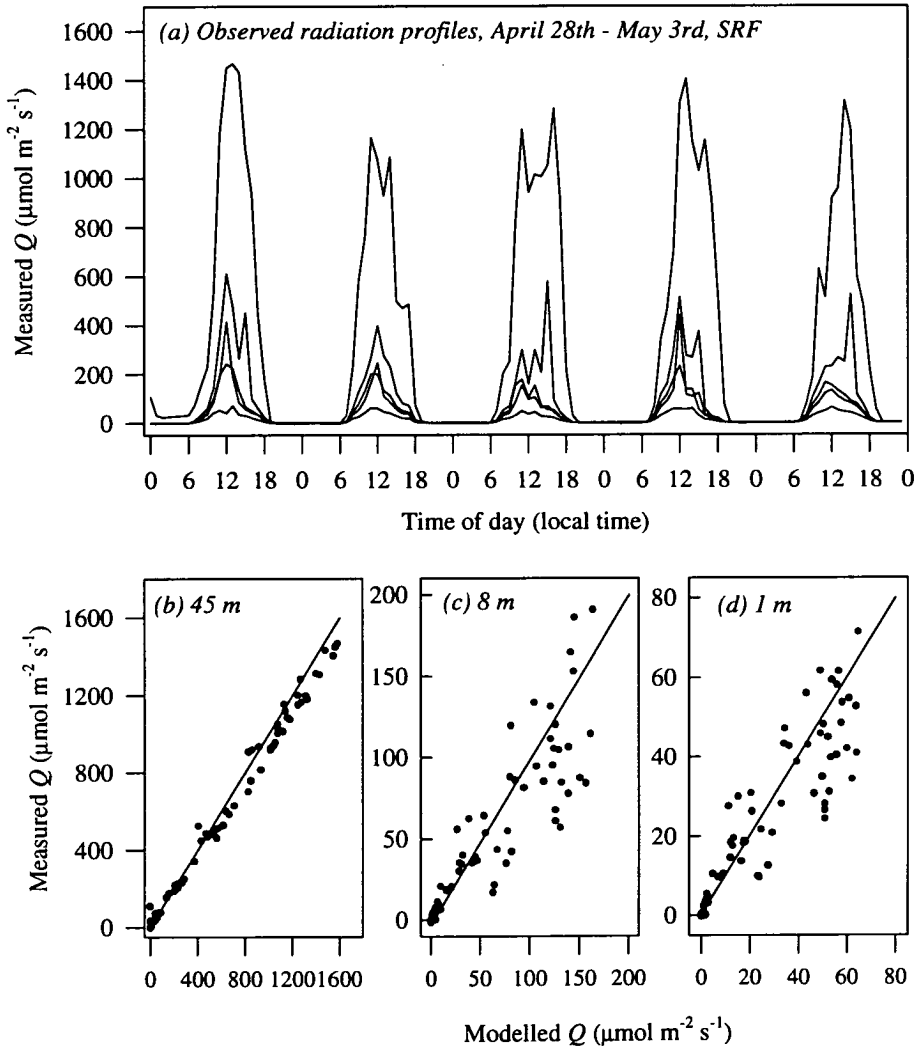 (a) Observed radiation profiles, April 28th - May 3rd, SRF
Measured Q (μmol m⁻² s⁻¹)
1600
1400
1200
1000
800
600
400
200
0
0 6 12 18 0 6 12 18 0 6 12 18 0 6 12 18 0 6 12 18 0
Time of day (local time)
(b) 45 m
Measured Q (μmol m⁻² s⁻¹)
1600
1200
800
400
0
0 400 800 1200 1600
(c) 8 m
200
150
100
50
0
0 50 100 150 200
(d) 1 m
80
60
40
20
0
0 20 40 60 80
Modelled Q (μmol m⁻² s⁻¹)